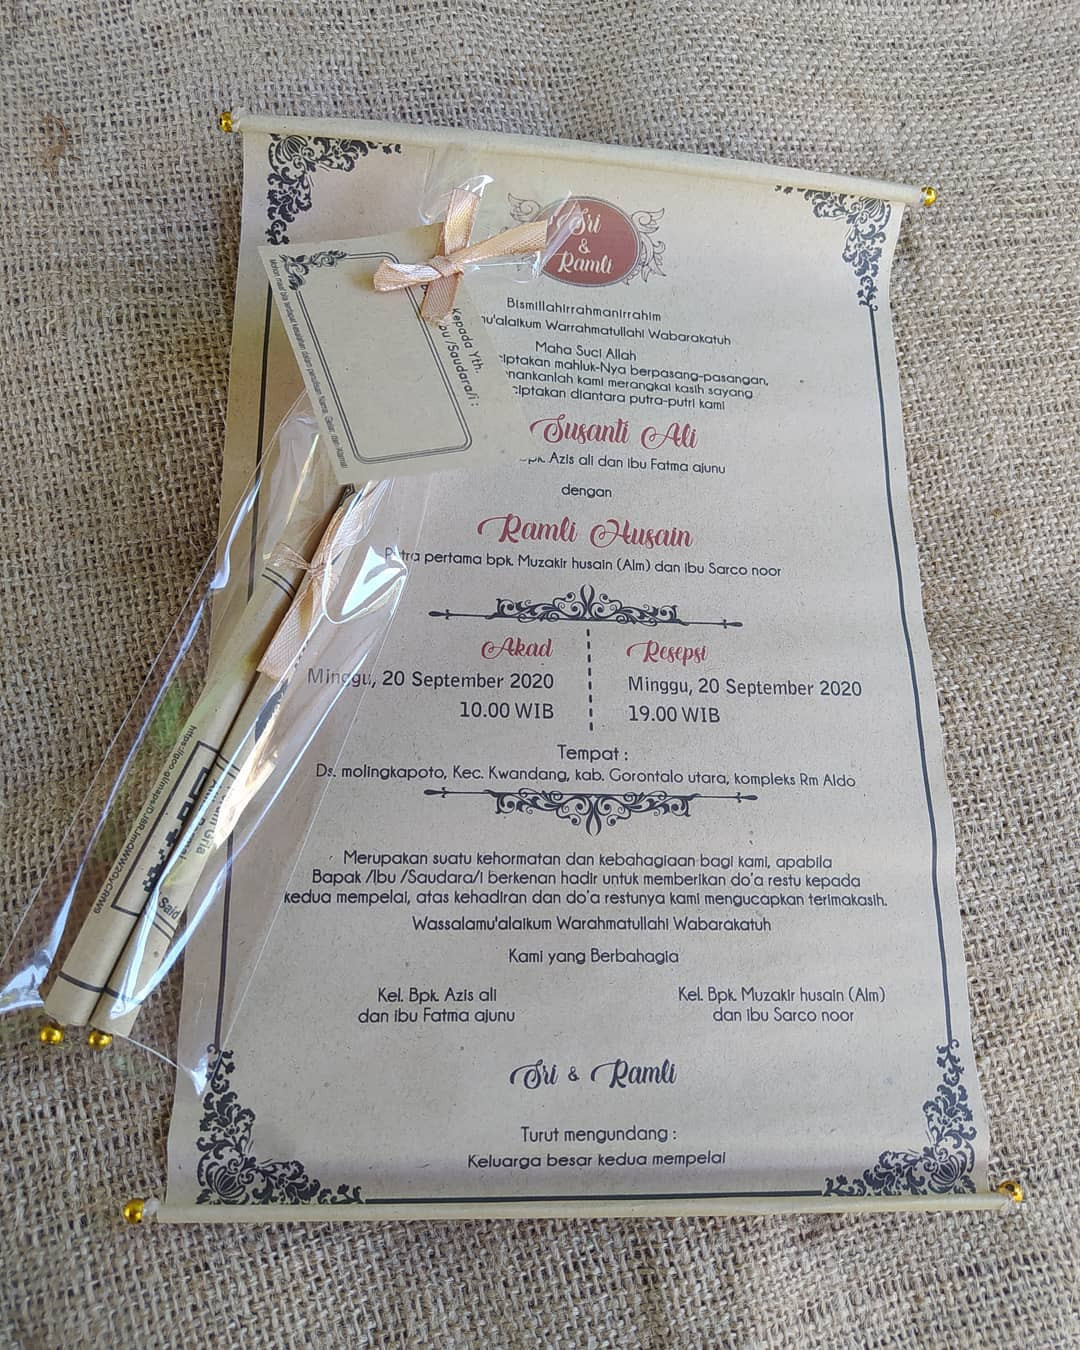 Sri
&
Ramli
Bismillahirrahmanirrahim
Warrahmatullahi Wabarakatuh
Maha Suci Allah
mahluk-Nya berpasang-pasangan,
kami merangkai kasih sayang
diantara putra-putri kami
Susanti Ali
Azis ali dan ibu Fatma ajunu
dengan
Ramli Husain
Putra pertama bpk. Muzakir husain (Alm) dan ibu Sarco noor
Akad
Minggu, 20 September 2020
10.00 WIB
Resepsi
Minggu, 20 September 2020
19.00 WIB
Tempat :
Ds. molingkapoto, Kec. Kwandang, kab. Gorontalo utara, kompleks Rm Aldo
Merupakan suatu kehormatan dan kebahagiaan bagi kami, apabila
Bapak /Ibu /Saudara/i berkenan hadir untuk memberikan do'a restu kepada
kedua mempelai, atas kehadiran dan do'a restunya kami mengucapkan terimakasih.
Wassalamu'alaikum Warahmatullahi Wabarakatuh
Kami yang Berbahagia
Kel. Bpk. Azis ali
dan ibu Fatma ajunu
Kel. Bpk. Muzakir husain (Alm)
dan ibu Sarco noor
Sri & Ramli
Turut mengundang :
Keluarga besar kedua mempelai
Kepada Yth.
/Saudara/i :
Said